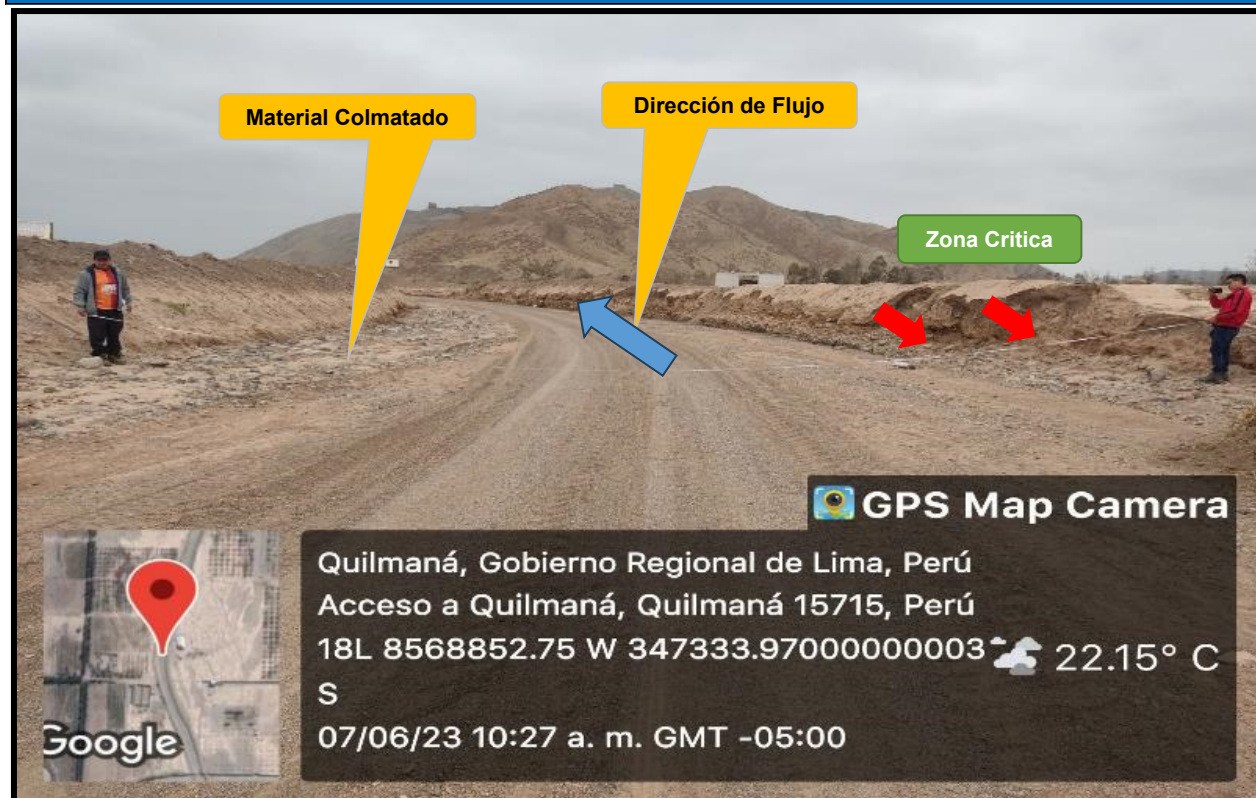 Material Colmatado
Dirección de Flujo
Zona Critica
GPS Map Camera
Quilmaná, Gobierno Regional de Lima, Perú
Acceso a Quilmaná, Quilmaná 15715, Perú
18L 8568852.75 W 347333.97000000003
S
22.15° C
07/06/23 10:27 a. m. GMT -05:00
Google